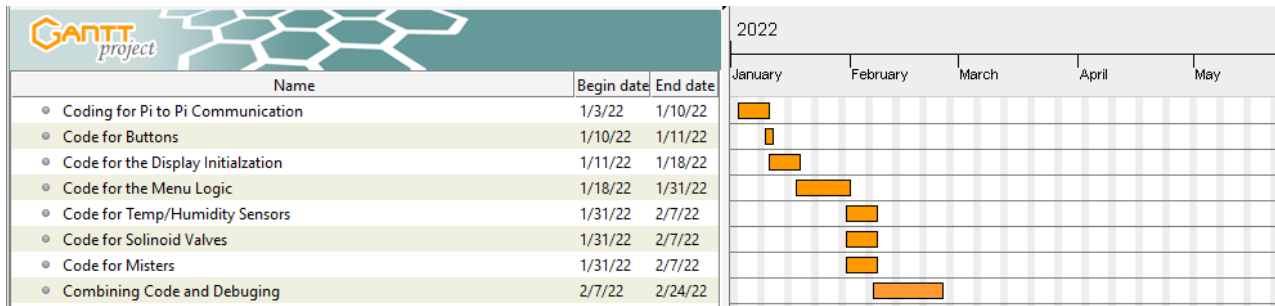 GANTT
project
2022
January February March April May
Name Begin date End date
Coding for Pi to Pi Communication 1/3/22 1/10/22
Code for Buttons 1/10/22 1/11/22
Code for the Display Initialzation 1/11/22 1/18/22
Code for the Menu Logic 1/18/22 1/31/22
Code for Temp/Humidity Sensors 1/31/22 2/7/22
Code for Solinoid Valves 1/31/22 2/7/22
Code for Misters 1/31/22 2/7/22
Combining Code and Debuging 2/7/22 2/24/22